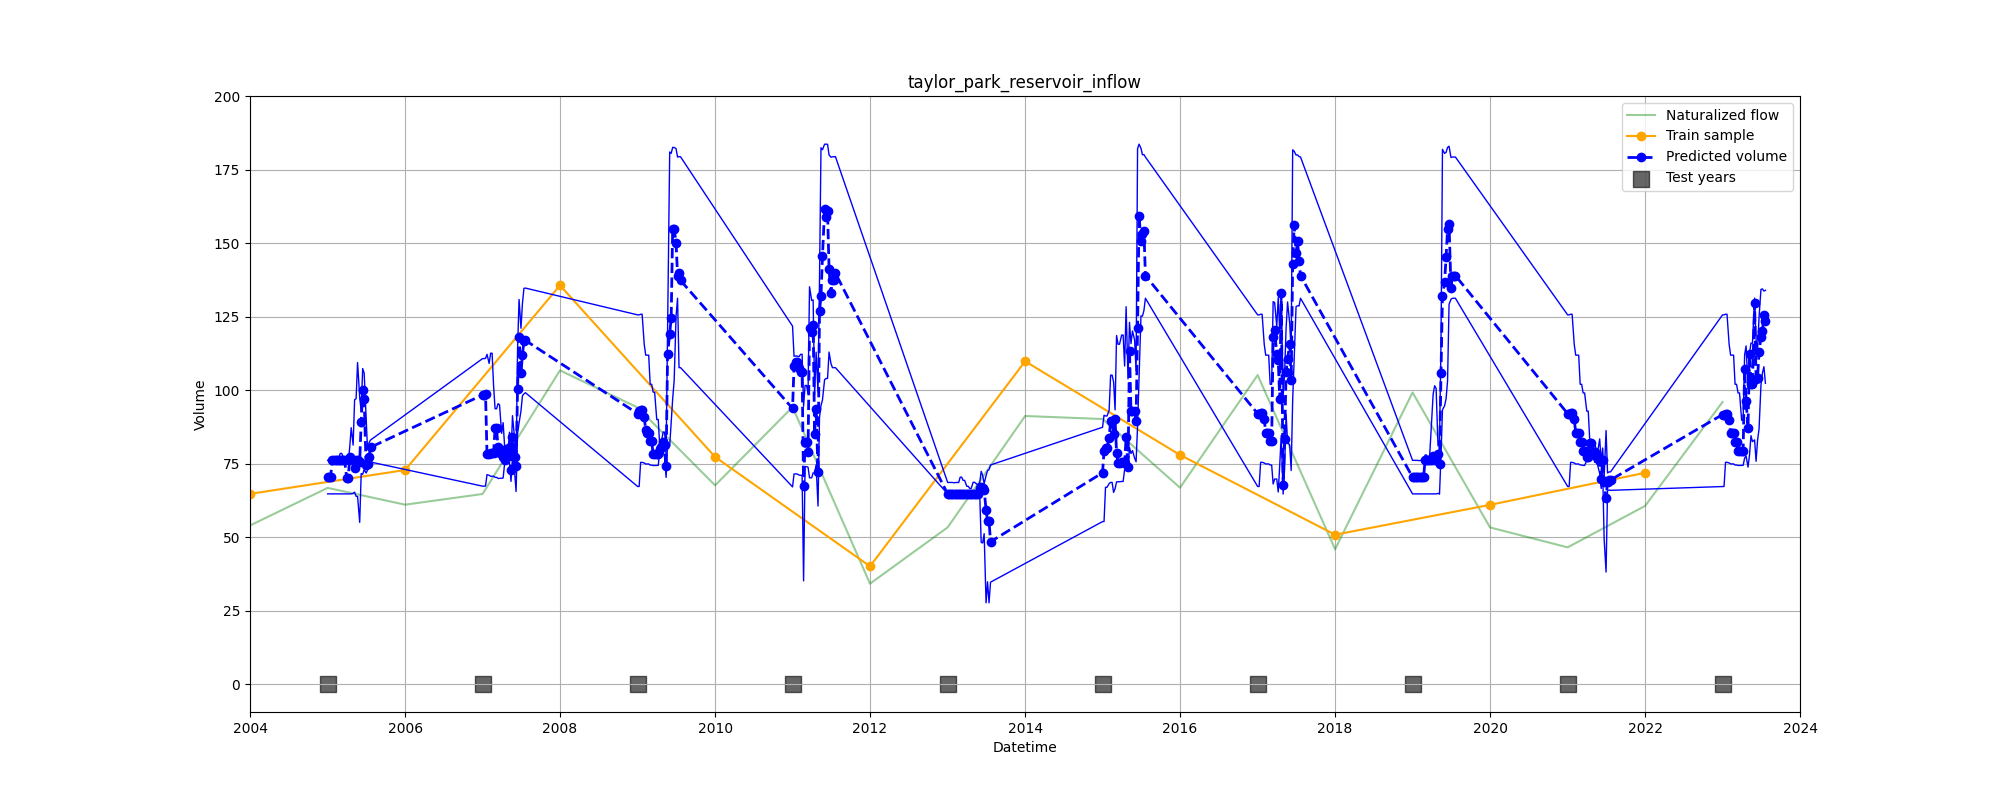 taylor_park_reservoir_inflow
200
175
150
125
100
75
50
25
0
Volume
Naturalized flow
Train sample
Predicted volume
Test years
2004 2006 2008 2010 2012 2014 2016 2018 2020 2022 2024
Datetime